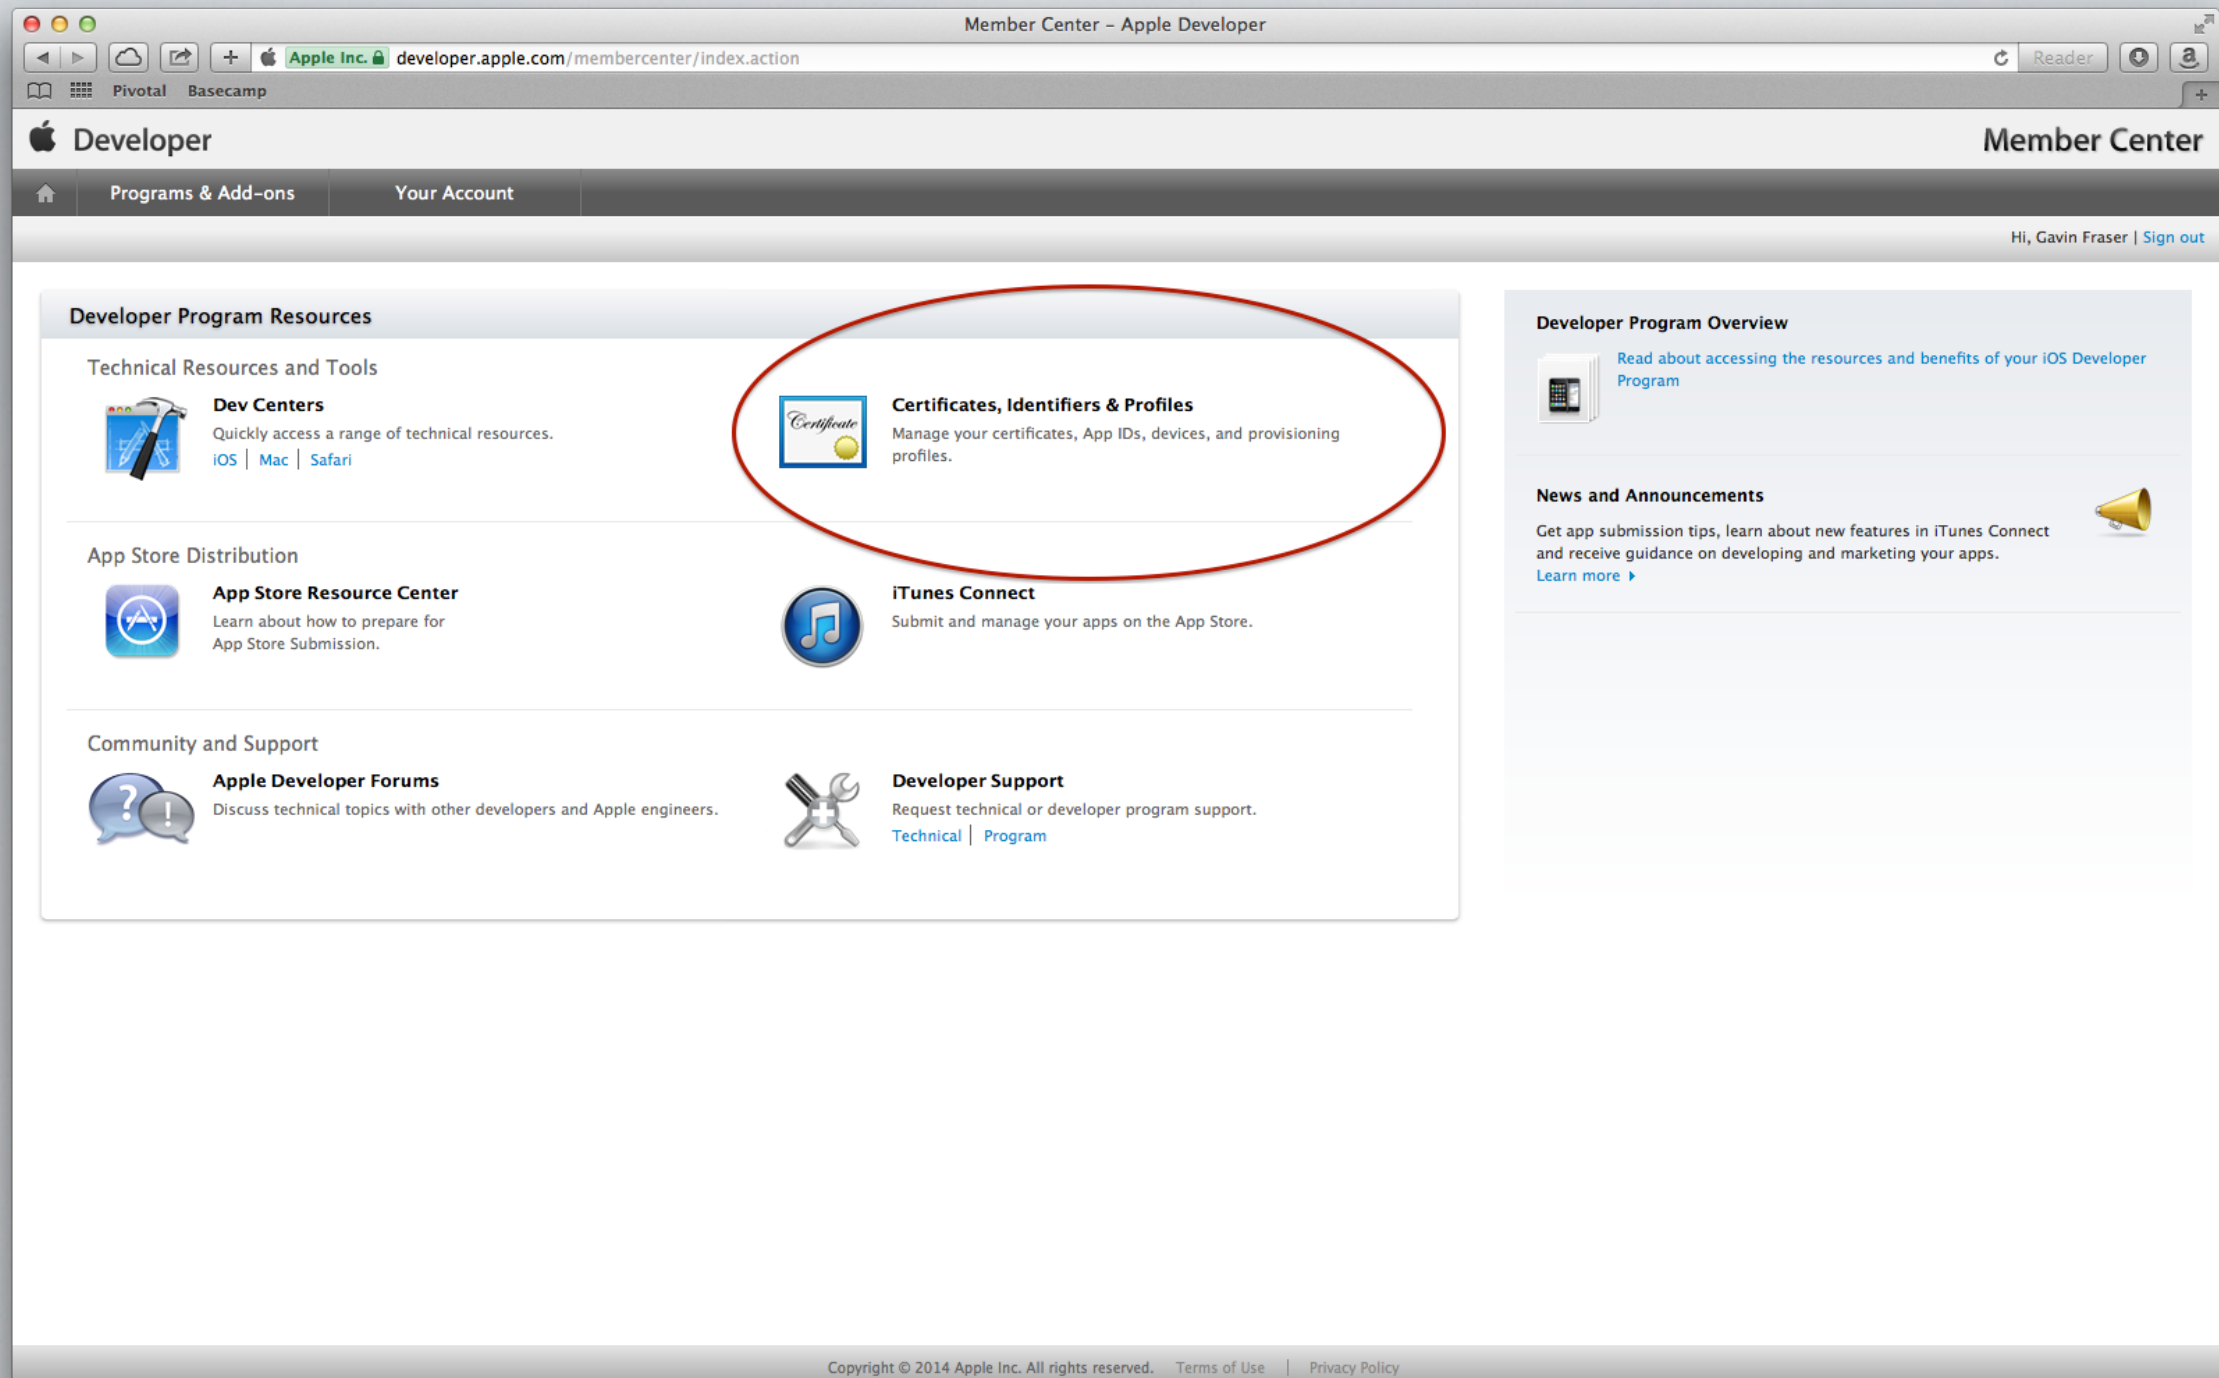 Member Center – Apple Developer
Apple Inc. developer.apple.com/membercenter/index.action
Reader
Pivotal Basecamp
Developer
Member Center
Programs & Add-ons Your Account
Hi, Gavin Fraser | Sign out
Developer Program Resources
Technical Resources and Tools
Dev Centers
Quickly access a range of technical resources.
iOS | Mac | Safari
Certificate
Certificates, Identifiers & Profiles
Manage your certificates, App IDs, devices, and provisioning
profiles.
App Store Distribution
App Store Resource Center
Learn about how to prepare for
App Store Submission.
iTunes Connect
Submit and manage your apps on the App Store.
Community and Support
Apple Developer Forums
Discuss technical topics with other developers and Apple engineers.
Developer Support
Request technical or developer program support.
Technical | Program
Developer Program Overview
Read about accessing the resources and benefits of your iOS Developer
Program
News and Announcements
Get app submission tips, learn about new features in iTunes Connect
and receive guidance on developing and marketing your apps.
Learn more
Copyright © 2014 Apple Inc. All rights reserved. Terms of Use | Privacy Policy